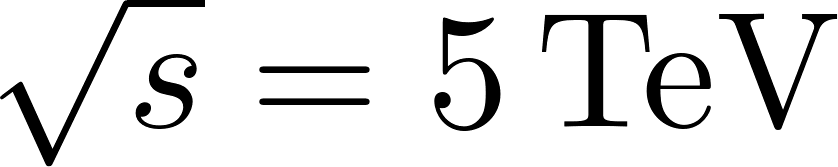 √s = 5 TeV